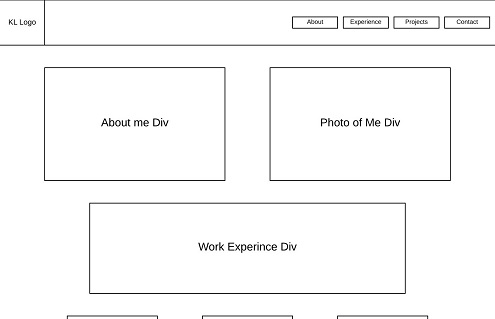 KL Logo
About
Experience
Projects
Contact
About me Div
Photo of Me Div
Work Experince Div